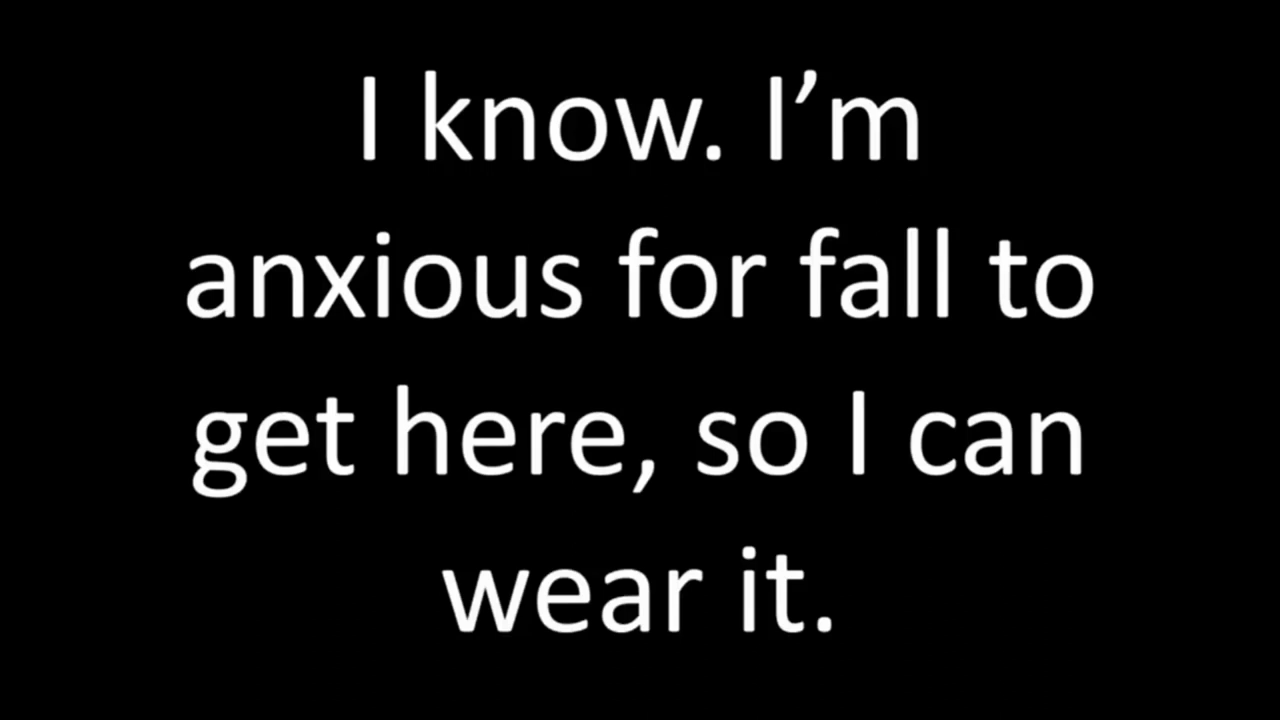 I know. I’m
anxious for fall to
get here, so I can
wear it.